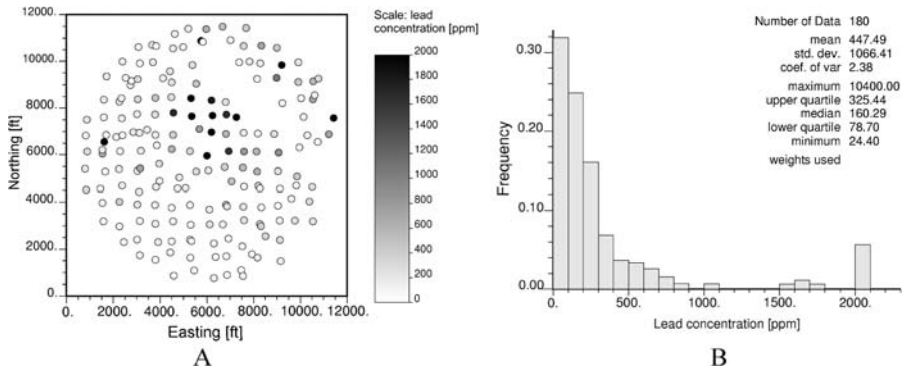 Scale: lead
concentration [ppm]
12000.
10000.
8000.
6000.
4000.
2000.
0.
Northing [ft]
0. 2000. 4000. 6000. 8000. 10000. 12000.
Easting [ft]
2000
1800
1600
1400
1200
1000
800
600
400
200
0
A
Number of Data 180
mean 447.49
std. dev. 1066.41
coef. of var 2.38
maximum 10400.00
upper quartile 325.44
median 160.29
lower quartile 78.70
minimum 24.40
weights used
0.30
0.20
0.10
0.00
Frequency
0. 500. 1000. 1500. 2000.
Lead concentration [ppm]
B